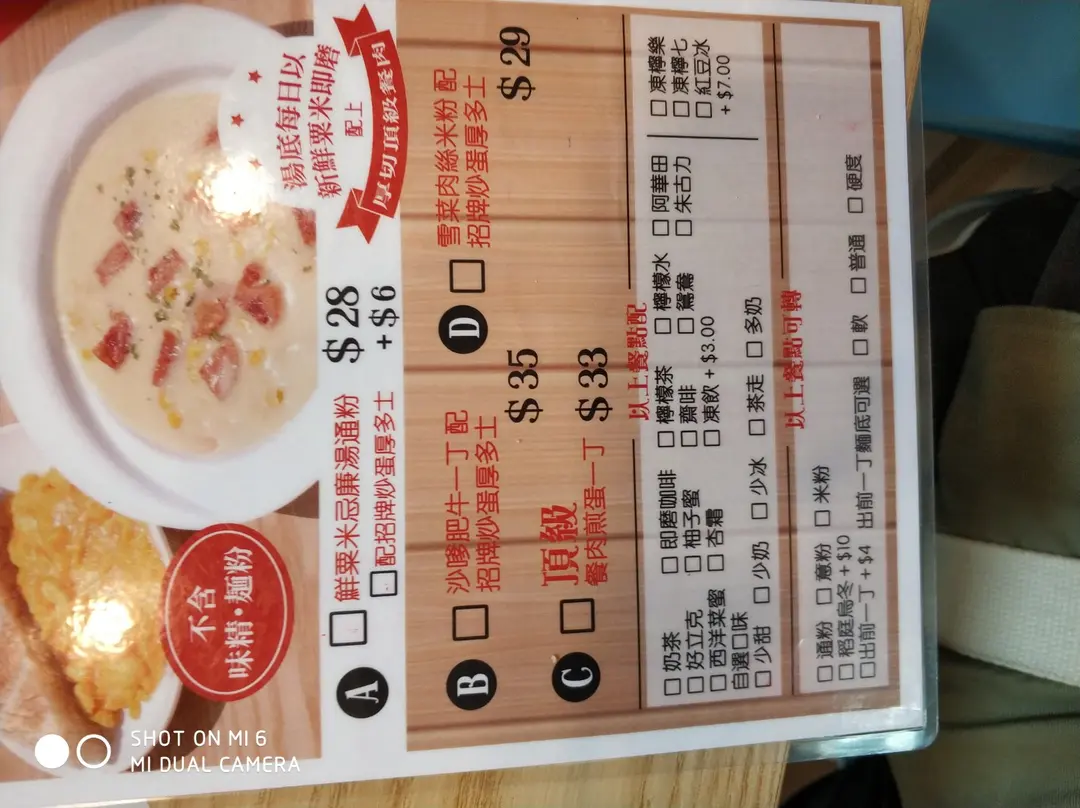 湯底每日以
新鮮粟米即磨
配上
厚切頂級餐肉
不含
味精·麵粉
A □ 鮮粟米忌廉湯通粉 $28
□ 配招牌炒蛋厚多士 +$6
B □ 沙嗲肥牛一丁 配
招牌炒蛋厚多士 $35
C □ 頂級
餐肉煎蛋一丁 $33
D □ 雪菜肉絲米粉 配
招牌炒蛋厚多士 $29
以上餐點配
□ 奶茶 □ 即磨咖啡 □ 檸檬茶 □ 檸檬水 □ 阿華田
□ 好立克 □ 柚子蜜 □ 齋啡 □ 鴛鴦 □ 朱古力
□ 西洋菜蜜 □ 杏霜 □ 凍飲 +$3.00
□ 凍檸樂
□ 凍檸七
□ 紅豆冰
+$7.00
自選口味
□ 少甜 □ 少奶 □ 少冰 □ 茶走 □ 多奶
以上餐點可轉
□ 通粉 □ 意粉 □ 米粉
□ 稻庭烏冬 +$10
□ 出前一丁 +$4 出前一丁麵底可選 □ 軟 □ 普通 □ 硬度
SHOT ON MI 6
MI DUAL CAMERA